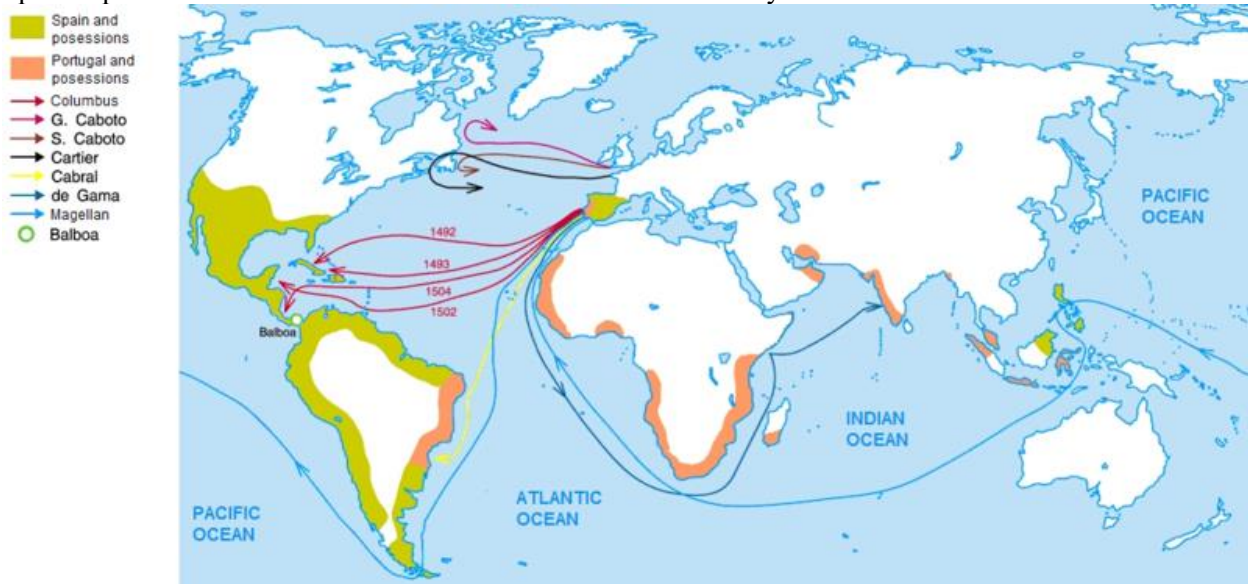 Spain and
posessions
Portugal and
posessions
Columbus
G. Caboto
S. Caboto
Cartier
Cabral
de Gama
Magellan
Balboa
1492
1493
1504
1502
Balboa
PACIFIC
OCEAN
ATLANTIC
OCEAN
INDIAN
OCEAN
PACIFIC
OCEAN